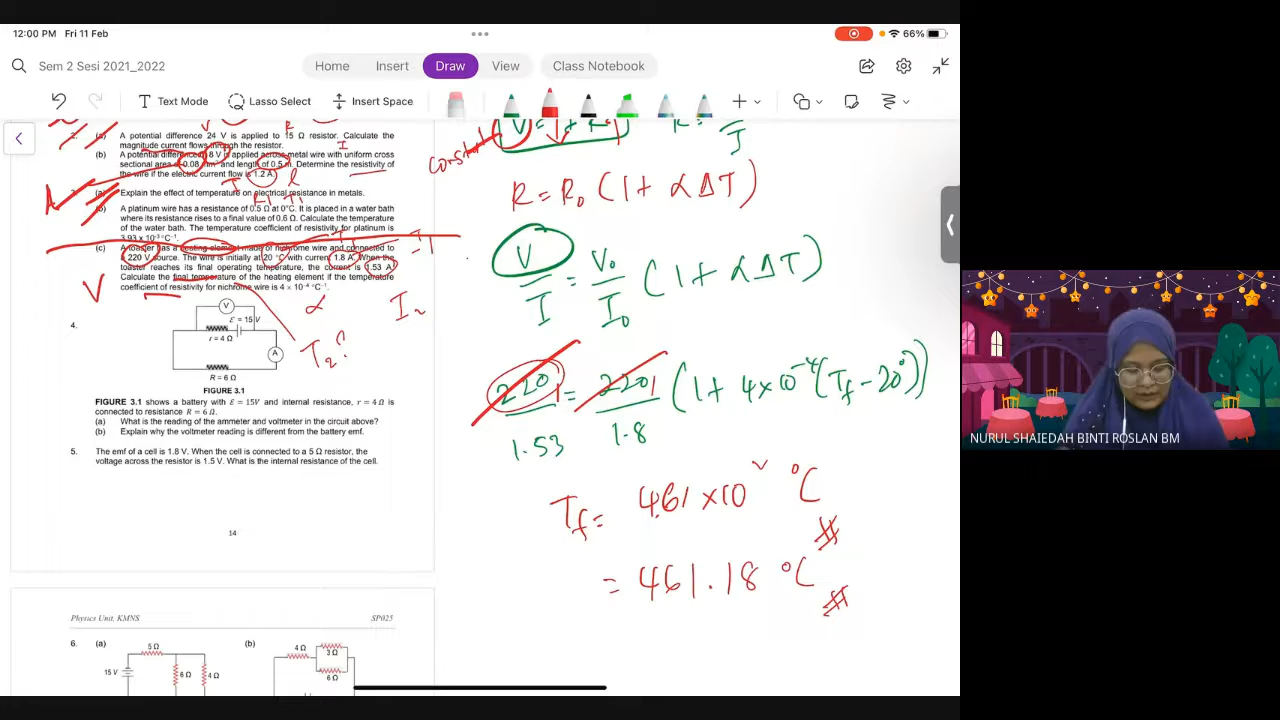 12:00 PM Fri 11 Feb
66%
Sem 2 Sesi 2021_2022
Home Insert Draw View Class Notebook
Text Mode Lasso Select Insert Space
(a) A potential difference 24 V is applied to 15 Ω resistor. Calculate the
magnitude current flows through the resistor.
(b) A potential difference 8 V is applied across metal wire with uniform cross
sectional area 0.08 and length of 0.5 Determine the resistivity of
the wire if the electric current flow is 1.2 A.
(a) Explain the effect of temperature on electrical resistance in metals.
b) A platinum wire has a resistance of 0.5 Ω at 0°C. It is placed in a water bath
where its resistance rises to a final value of 0.6 Ω. Calculate the temperature
of the water bath. The temperature coefficient of resistivity for platinum is
3.93 x 10⁻³ °C⁻¹.
(c) A toaster has a heating element made of nichrome wire and connected to
220 V source. The wire is initially at 20 °C with current 1.8 A. When the
toaster reaches its final operating temperature, the current is 1.53 A.
Calculate the final temperature of the heating element if the temperature
coefficient of resistivity for nichrome wire is 4 × 10⁻⁴ °C⁻¹.
V
α
I₂
T₂?
4.
V
ℰ = 15 V
r = 4 Ω
A
R = 6 Ω
FIGURE 3.1
FIGURE 3.1 shows a battery with ℰ = 15V and internal resistance, r = 4 Ω is
connected to resistance R = 6 Ω.
(a) What is the reading of the ammeter and voltmeter in the circuit above?
(b) Explain why the voltmeter reading is different from the battery emf.
5. The emf of a cell is 1.8 V. When the cell is connected to a 5 Ω resistor, the
voltage across the resistor is 1.5 V. What is the internal resistance of the cell.
14
Physics Unit, KMNS SP025
6. (a) 5 Ω (b) 4 Ω 3 Ω
15 V 6 Ω 4 Ω 6 Ω
constant
R = R₀ (1 + α ΔT)
V/I = V₀/I₀ (1 + α ΔT)
220/1.53 = 220/1.8 (1 + 4×10⁻⁴ (T_f − 20°))
T_f = 4.61 ×10² °C
= 461.18 °C
NURUL SHAIEDAH BINTI ROSLAN BM